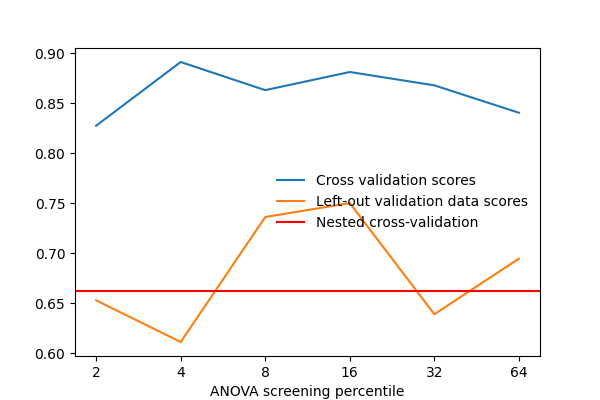 0.90
0.85
0.80
0.75
0.70
0.65
0.60
Cross validation scores
Left-out validation data scores
Nested cross-validation
2 4 8 16 32 64
ANOVA screening percentile